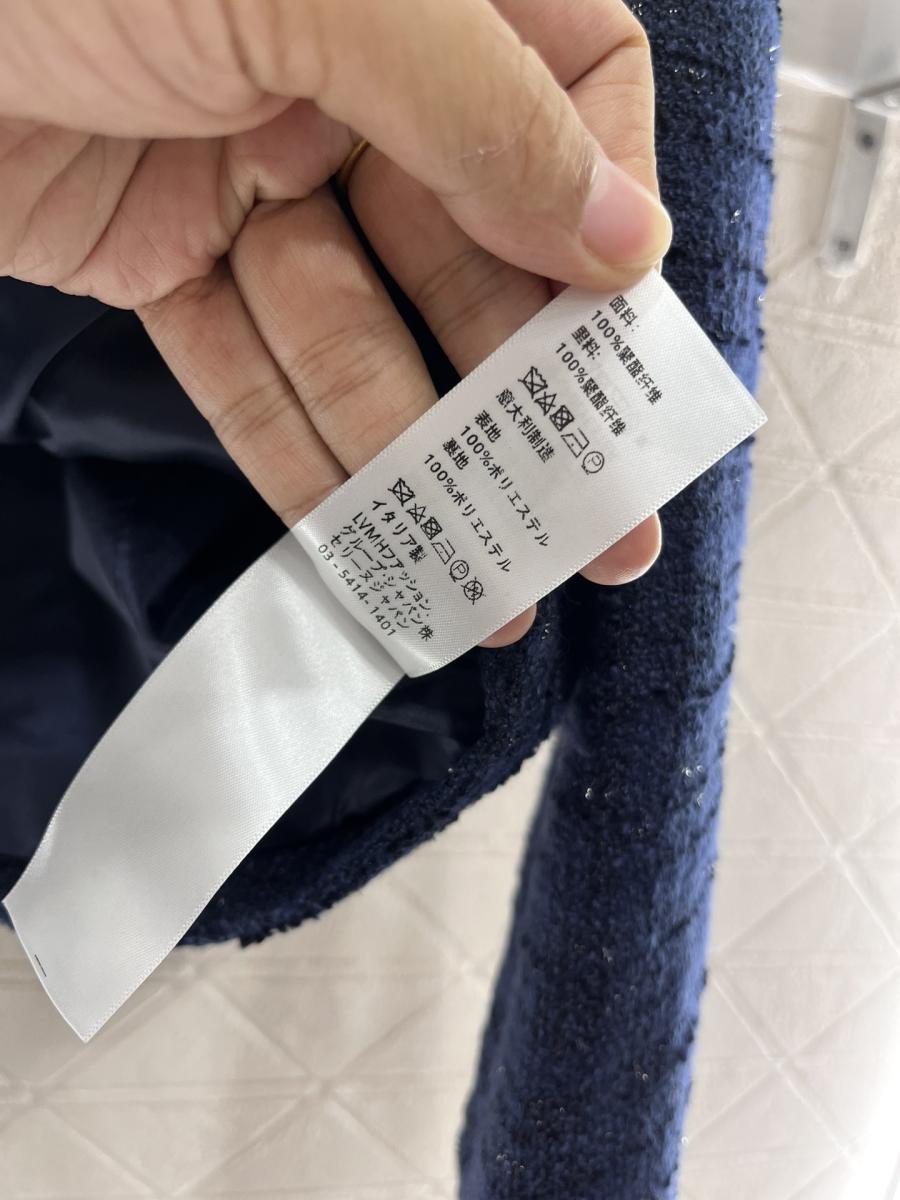 面料:
100%聚酯纤维
里料:
100%聚酯纤维
P
意大利制造
表地
100%ポリエステル
裏地
100%ポリエステル
P
イタリア製
LVMHファッション・
グループ・ジャパン 株
セリーヌジャパン
03-5414-1401